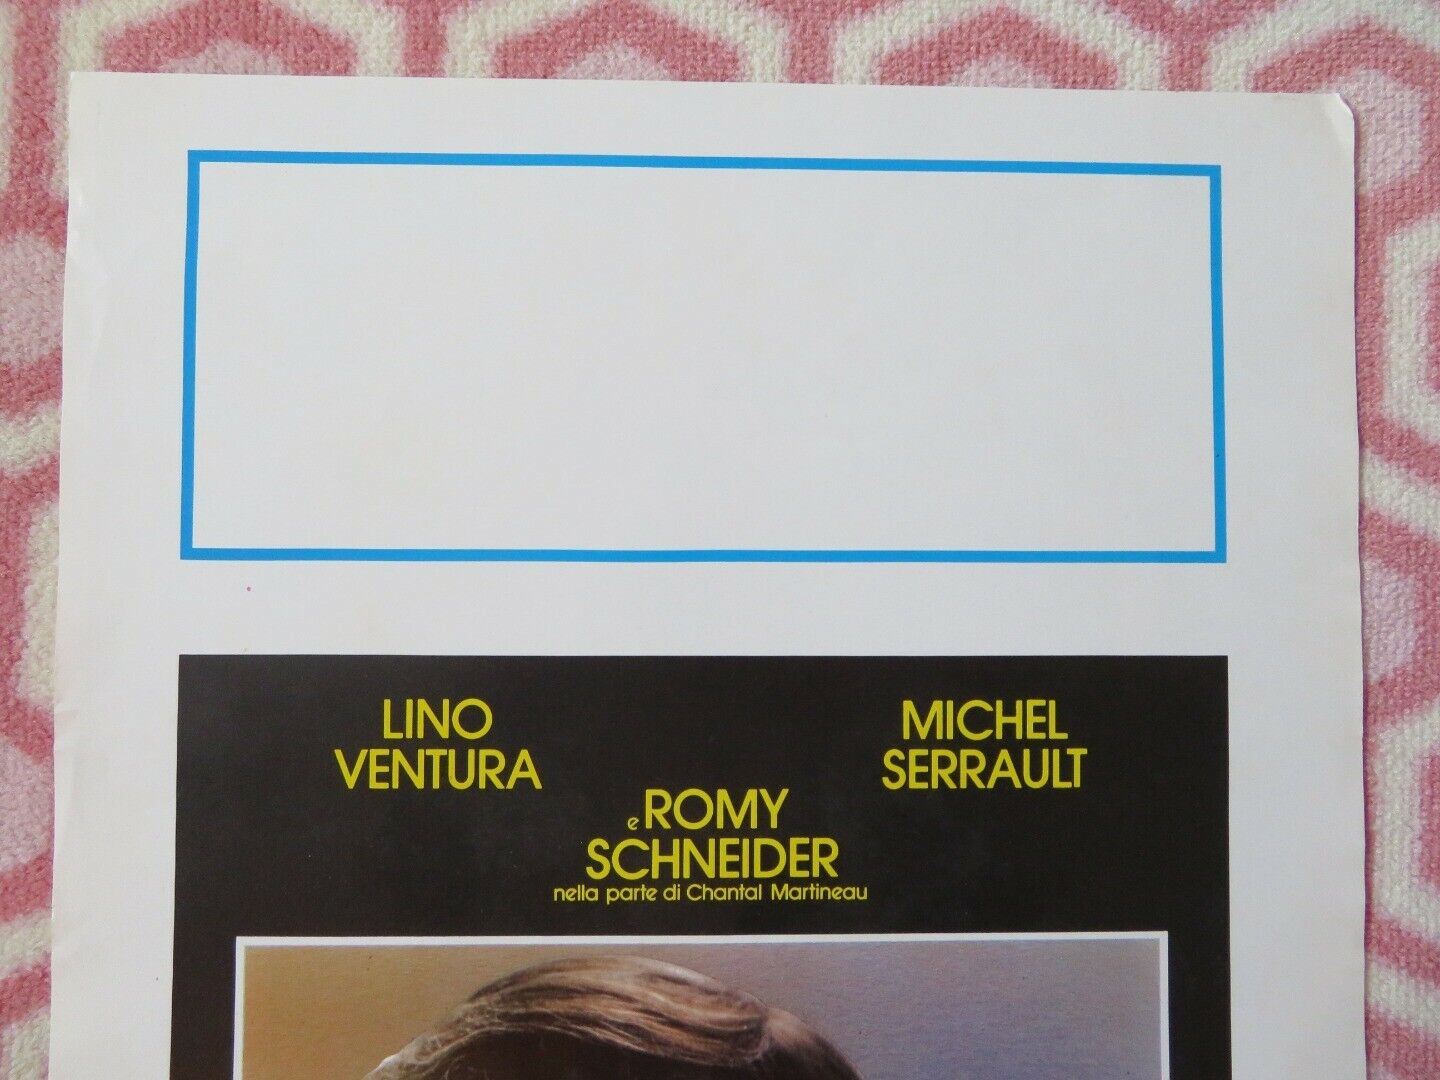 LINO
VENTURA
MICHEL
SERRAULT
e ROMY
SCHNEIDER
nella parte di Chantal Martineau